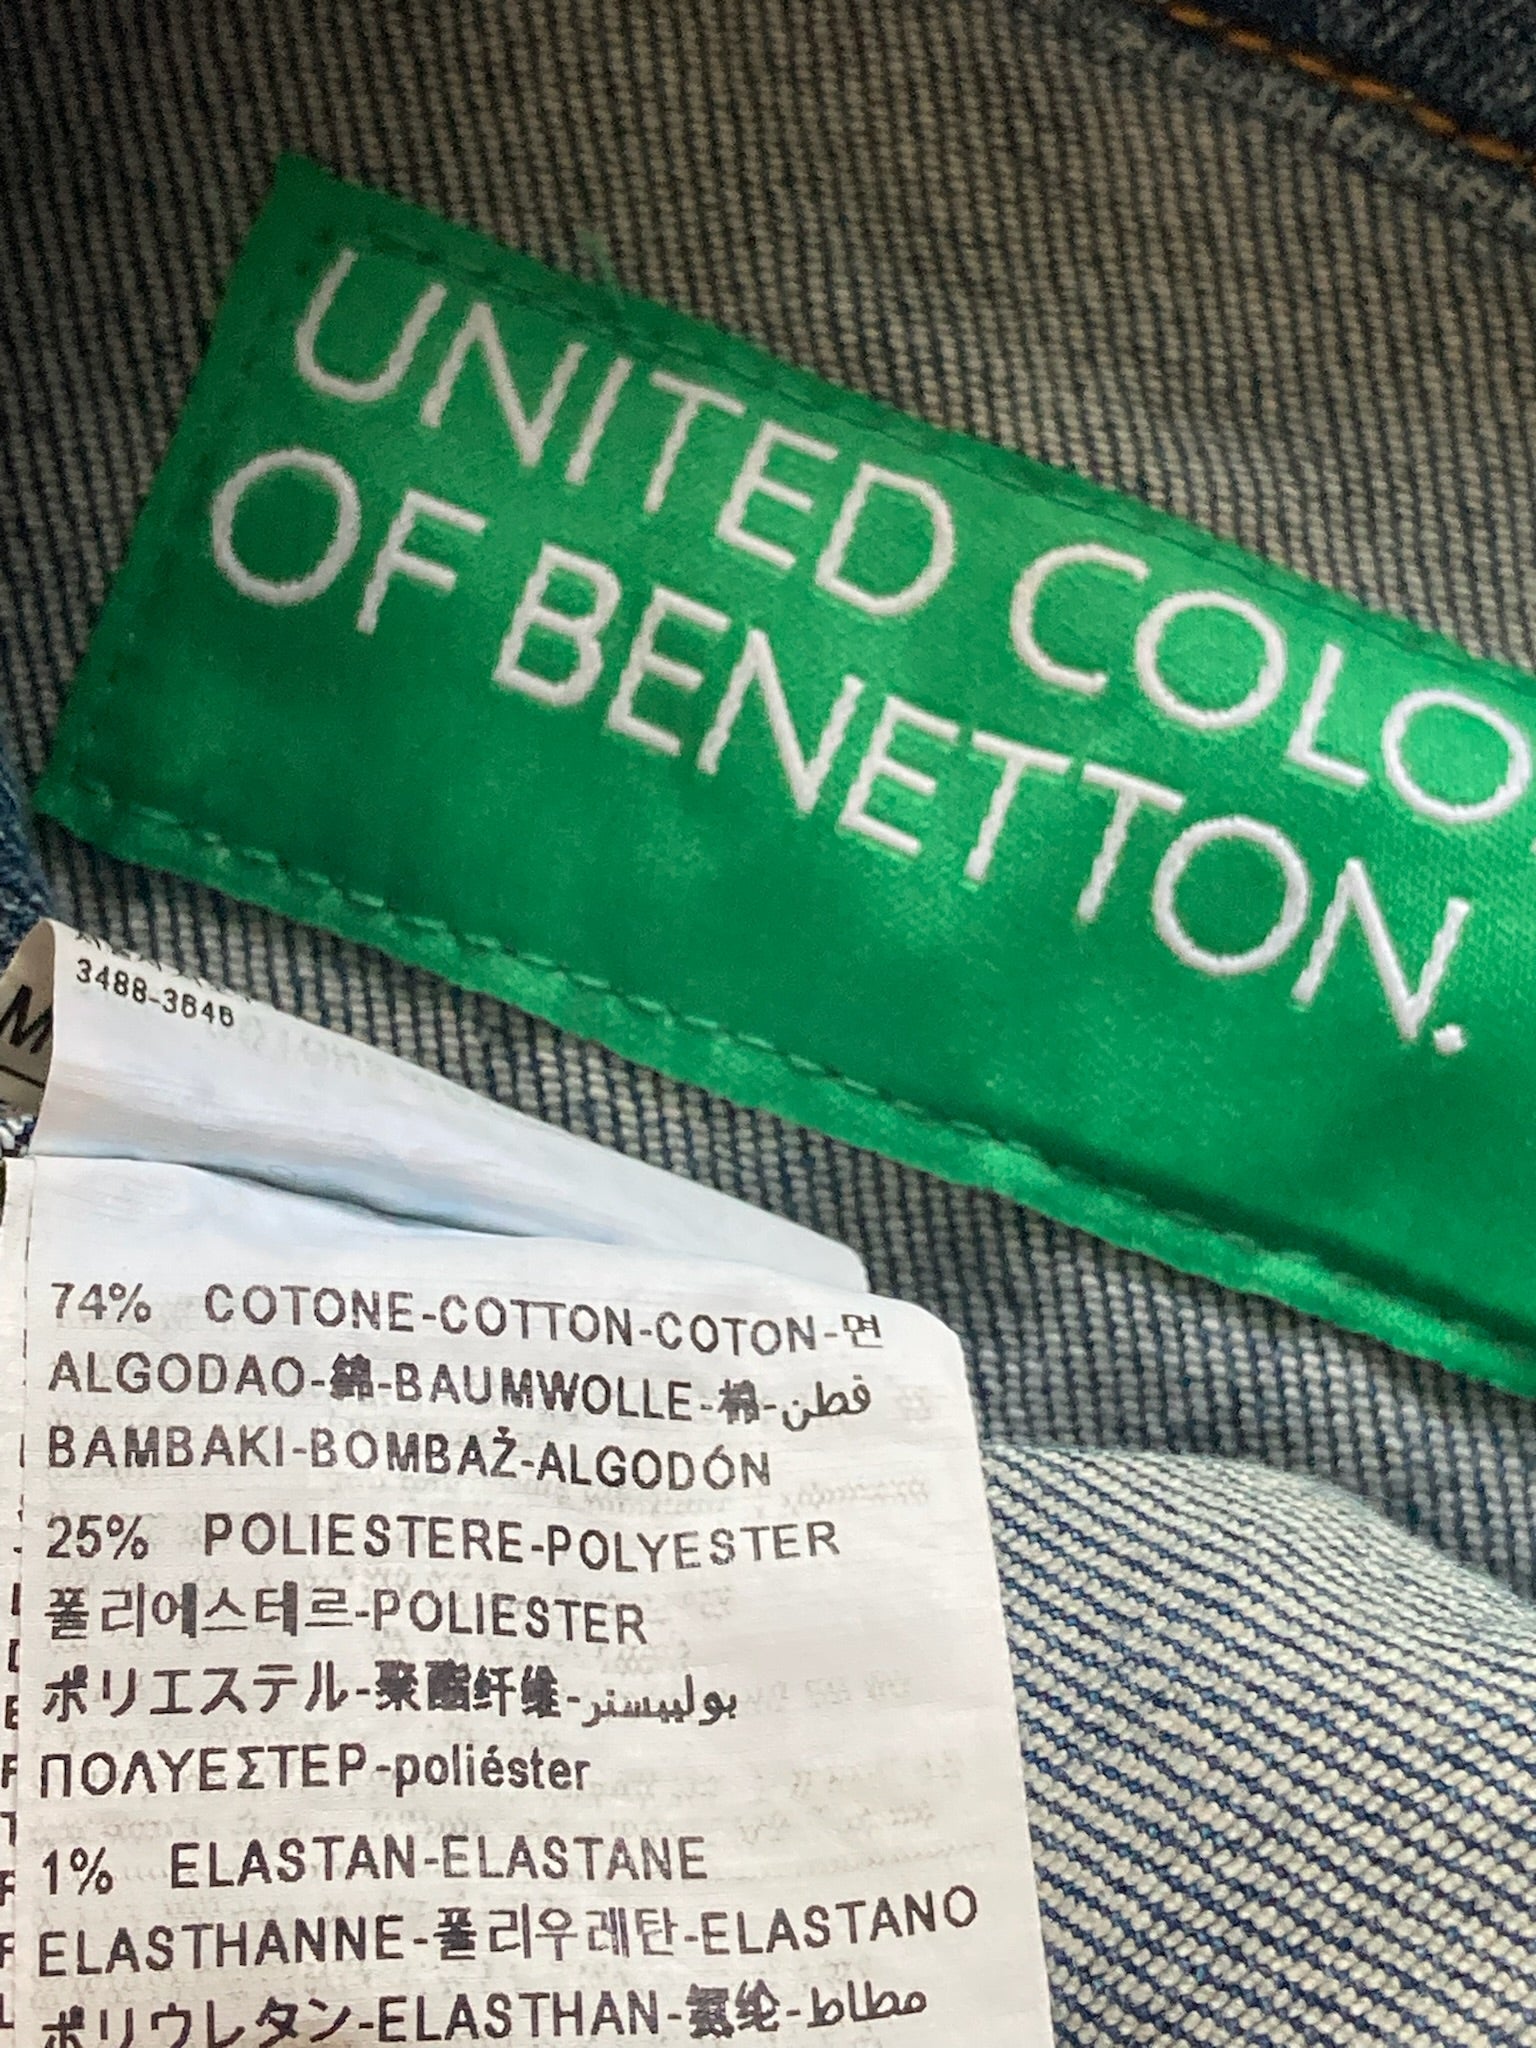 UNITED COLO
OF BENETTON.
M
3488-3646
74% COTONE-COTTON-COTON-면
ALGODAO-綿-BAUMWOLLE-棉-قطن
BAMBAKI-BOMBAŽ-ALGODÓN
25% POLIESTERE-POLYESTER
폴리에스테르-POLIESTER
ポリエステル-聚酯纤维-بولييستر
ΠΟΛΥΕΣΤΕΡ-poliéster
1% ELASTAN-ELASTANE
ELASTHANNE-폴리우레탄-ELASTANO
ポリウレタン-ELASTHAN-氨纶-مطاط